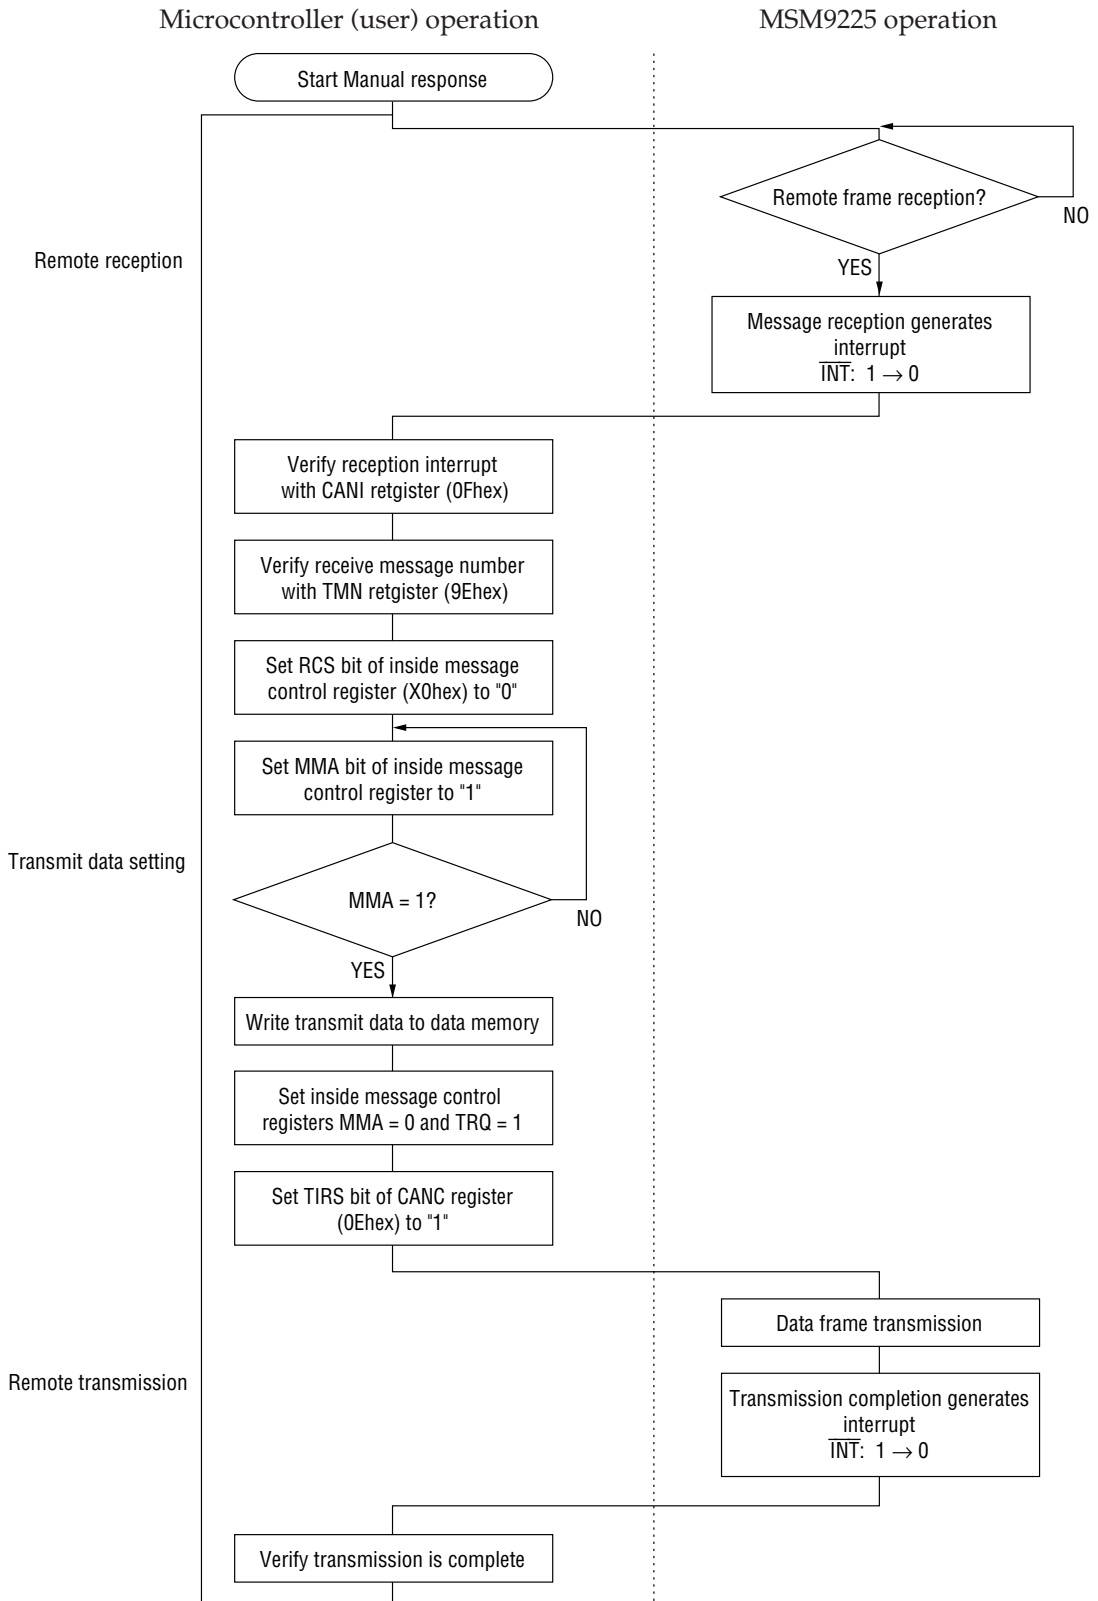 Microcontroller (user) operation
MSM9225 operation
Start Manual response
Remote frame reception?
NO
YES
Remote reception
Message reception generates
interrupt
INT: 1 → 0
Verify reception interrupt
with CANI retgister (0Fhex)
Verify receive message number
with TMN retgister (9Ehex)
Set RCS bit of inside message
control register (X0hex) to "0"
Set MMA bit of inside message
control register to "1"
Transmit data setting
MMA = 1?
NO
YES
Write transmit data to data memory
Set inside message control
registers MMA = 0 and TRQ = 1
Set TIRS bit of CANC register
(0Ehex) to "1"
Data frame transmission
Remote transmission
Transmission completion generates
interrupt
INT: 1 → 0
Verify transmission is complete